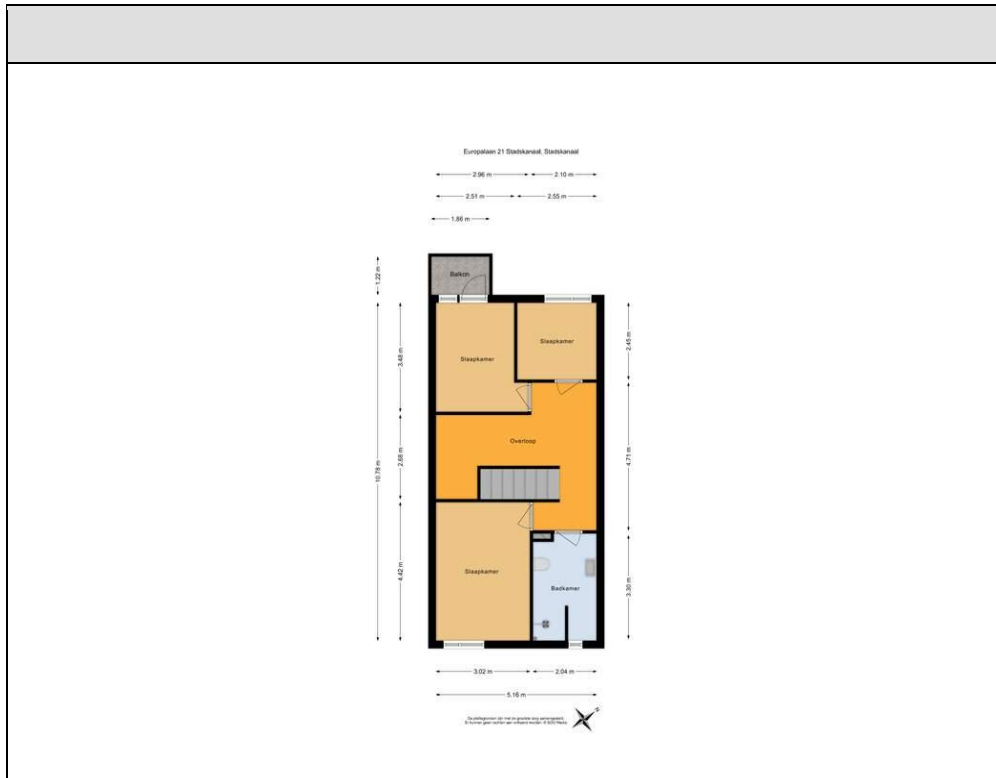 Europalaan 21 Stadskanaal, Stadskanaal
2.96 m 2.10 m
2.51 m 2.55 m
1.86 m
1.22 m
Balkon
Slaapkamer
Slaapkamer
3.48 m
2.45 m
10.78 m
2.68 m
Overloop
4.71 m
4.42 m
Slaapkamer
Badkamer
3.30 m
3.02 m 2.04 m
5.16 m
N